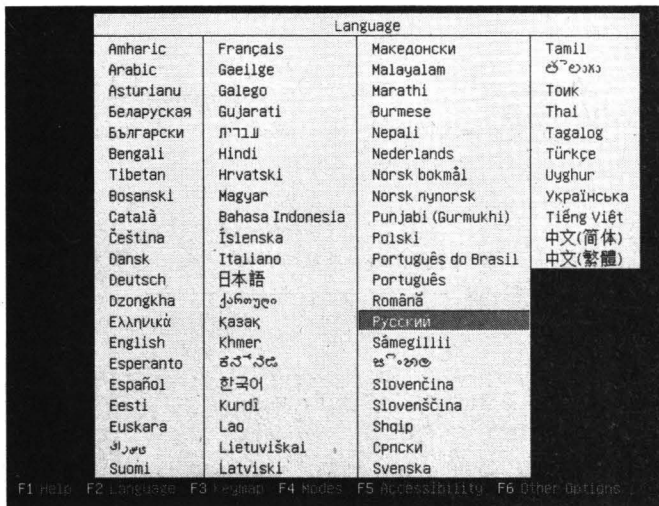 Language
Amharic
Arabic
Asturianu
Беларуская
Български
Bengali
Tibetan
Bosanski
Català
Čeština
Dansk
Deutsch
Dzongkha
Ελληνικά
English
Esperanto
Español
Eesti
Euskara
Suomi
Français
Gaeilge
Galego
Gujarati
עברית
Hindi
Hrvatski
Magyar
Bahasa Indonesia
Íslenska
Italiano
日本語
ქართული
Қазақ
Khmer
한국어
Kurdî
Lao
Lietuviškai
Latviski
Македонски
Malayalam
Marathi
Burmese
Nepali
Nederlands
Norsk bokmål
Norsk nynorsk
Punjabi (Gurmukhi)
Polski
Português do Brasil
Português
Română
Русский
Sámegillii
Slovenčina
Slovenščina
Shqip
Српски
Svenska
Tamil
Тоик
Thai
Tagalog
Türkçe
Uyghur
Українська
Tiếng Việt
中文(简体)
中文(繁體)
F1 Help F2 Language F3 Keymap F4 Modes F5 Accessibility F6 Other Options